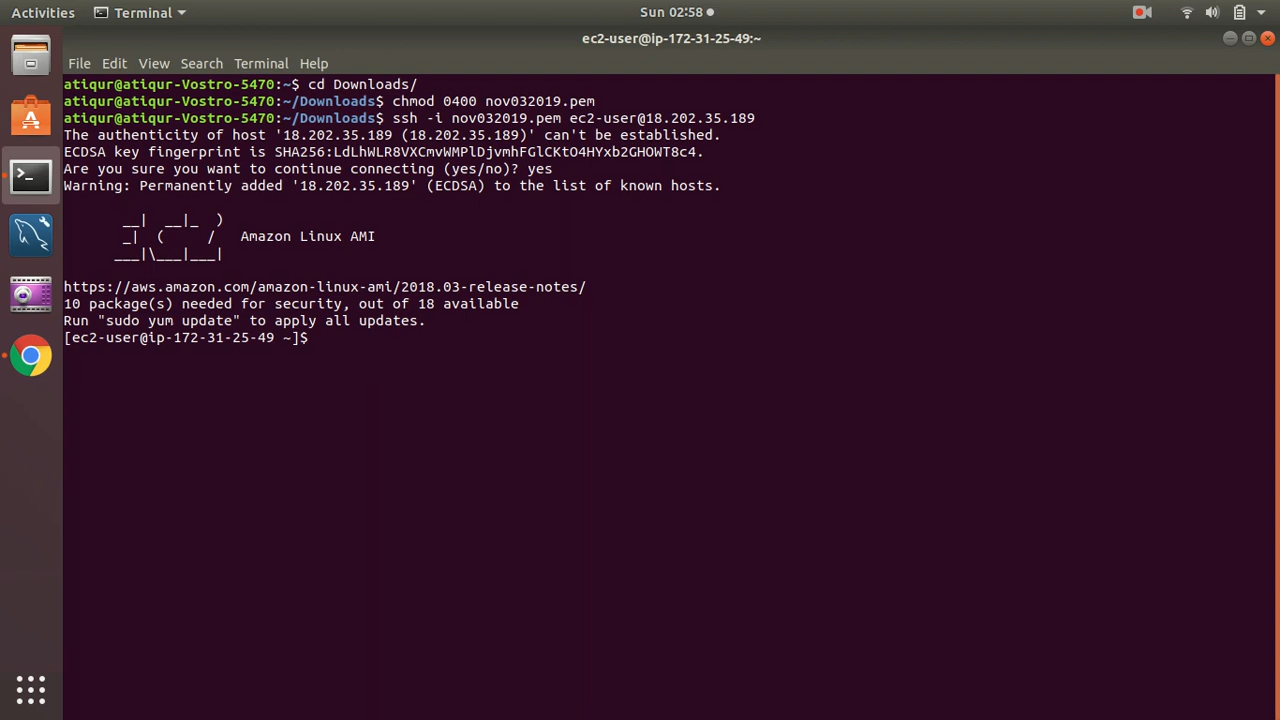 Activities Terminal Sun 02:58
ec2-user@ip-172-31-25-49:~
File Edit View Search Terminal Help
atiqur@atiqur-Vostro-5470:~$ cd Downloads/
atiqur@atiqur-Vostro-5470:~/Downloads$ chmod 0400 nov032019.pem
atiqur@atiqur-Vostro-5470:~/Downloads$ ssh -i nov032019.pem ec2-user@18.202.35.189
The authenticity of host '18.202.35.189 (18.202.35.189)' can't be established.
ECDSA key fingerprint is SHA256:LdLhWLR8VXCmvWMPlDjvmhFGlCKtO4HYxb2GHOWT8c4.
Are you sure you want to continue connecting (yes/no)? yes
Warning: Permanently added '18.202.35.189' (ECDSA) to the list of known hosts.
       __|  __|_  )
       _|  (     /   Amazon Linux AMI
      ___|\___|___|
https://aws.amazon.com/amazon-linux-ami/2018.03-release-notes/
10 package(s) needed for security, out of 18 available
Run "sudo yum update" to apply all updates.
[ec2-user@ip-172-31-25-49 ~]$